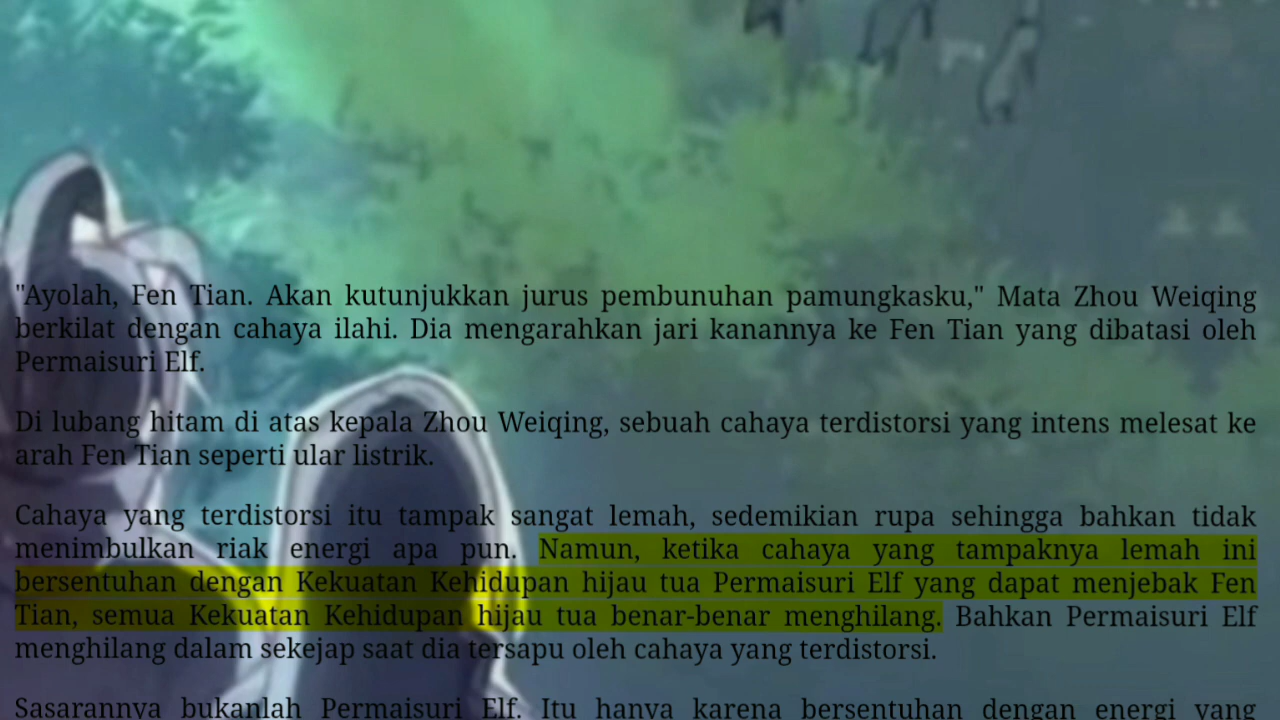 "Ayolah, Fen Tian. Akan kutunjukkan jurus pembunuhan pamungkasku," Mata Zhou Weiqing
berkilat dengan cahaya ilahi. Dia mengarahkan jari kanannya ke Fen Tian yang dibatasi oleh
Permaisuri Elf.
Di lubang hitam di atas kepala Zhou Weiqing, sebuah cahaya terdistorsi yang intens melesat ke
arah Fen Tian seperti ular listrik.
Cahaya yang terdistorsi itu tampak sangat lemah, sedemikian rupa sehingga bahkan tidak
menimbulkan riak energi apa pun. Namun, ketika cahaya yang tampaknya lemah ini
bersentuhan dengan Kekuatan Kehidupan hijau tua Permaisuri Elf yang dapat menjebak Fen
Tian, semua Kekuatan Kehidupan hijau tua benar-benar menghilang. Bahkan Permaisuri Elf
menghilang dalam sekejap saat dia tersapu oleh cahaya yang terdistorsi.
Sasarannya bukanlah Permaisuri Elf. Itu hanya karena bersentuhan dengan energi yang